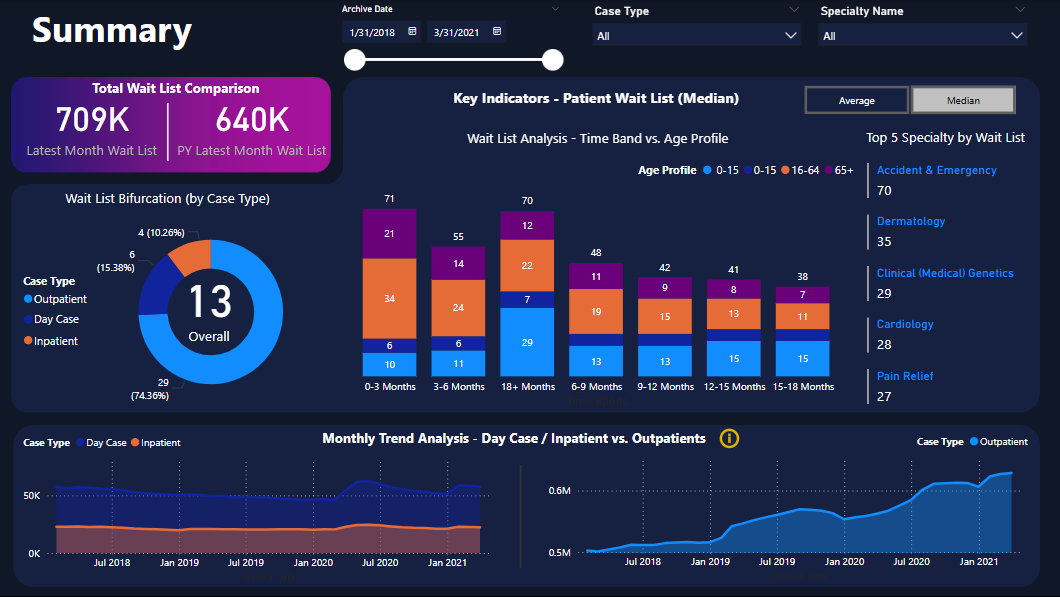 Summary
Archive Date
1/31/2018
3/31/2021
Case Type
All
Specialty Name
All
Total Wait List Comparison
709K
Latest Month Wait List
640K
PY Latest Month Wait List
Wait List Bifurcation (by Case Type)
Case Type
Outpatient
Day Case
Inpatient
4 (10.26%)
6
(15.38%)
13
Overall
29
(74.36%)
Key Indicators - Patient Wait List (Median)
Average
Median
Wait List Analysis - Time Band vs. Age Profile
Age Profile 0-15 0-15 16-64 65+
71
21
34
6
10
0-3 Months
55
14
24
6
11
3-6 Months
70
12
22
7
29
18+ Months
48
11
19
13
6-9 Months
42
9
15
13
9-12 Months
41
8
13
15
12-15 Months
38
7
11
15
15-18 Months
Top 5 Specialty by Wait List
Accident & Emergency
70
Dermatology
35
Clinical (Medical) Genetics
29
Cardiology
28
Pain Relief
27
Monthly Trend Analysis - Day Case / Inpatient vs. Outpatients
Case Type Day Case Inpatient
50K
0K
Jul 2018 Jan 2019 Jul 2019 Jan 2020 Jul 2020 Jan 2021
Case Type Outpatient
0.6M
0.5M
Jul 2018 Jan 2019 Jul 2019 Jan 2020 Jul 2020 Jan 2021